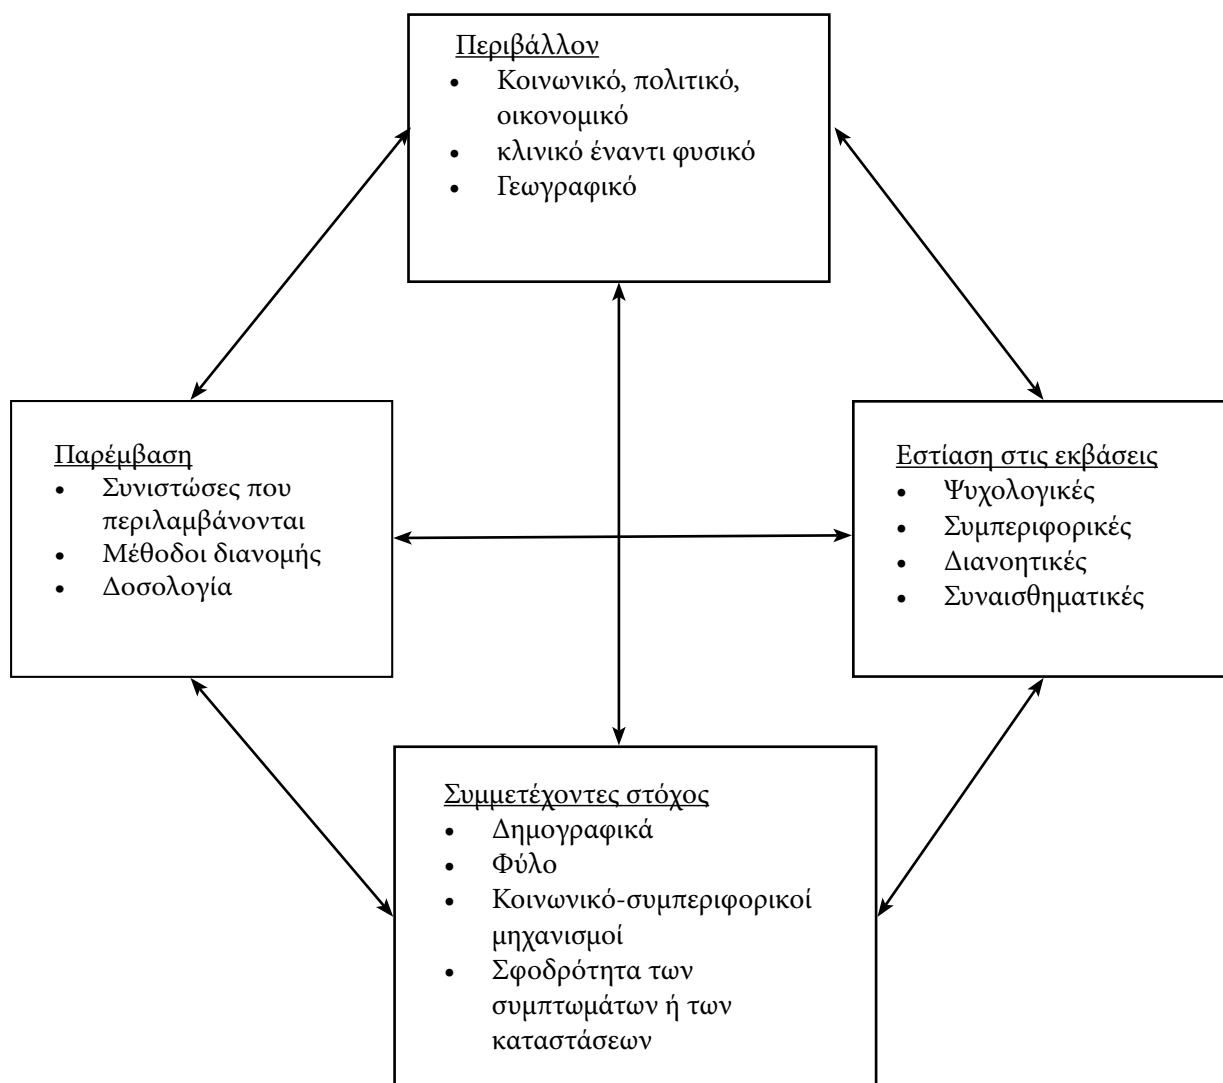 Περιβάλλον
• Κοινωνικό, πολιτικό,
οικονομικό
• κλινικό έναντι φυσικό
• Γεωγραφικό
Παρέμβαση
• Συνιστώσες που
περιλαμβάνονται
• Μέθοδοι διανομής
• Δοσολογία
Εστίαση στις εκβάσεις
• Ψυχολογικές
• Συμπεριφορικές
• Διανοητικές
• Συναισθηματικές
Συμμετέχοντες στόχος
• Δημογραφικά
• Φύλο
• Κοινωνικό-συμπεριφορικοί
μηχανισμοί
• Σφοδρότητα των
συμπτωμάτων ή των
καταστάσεων